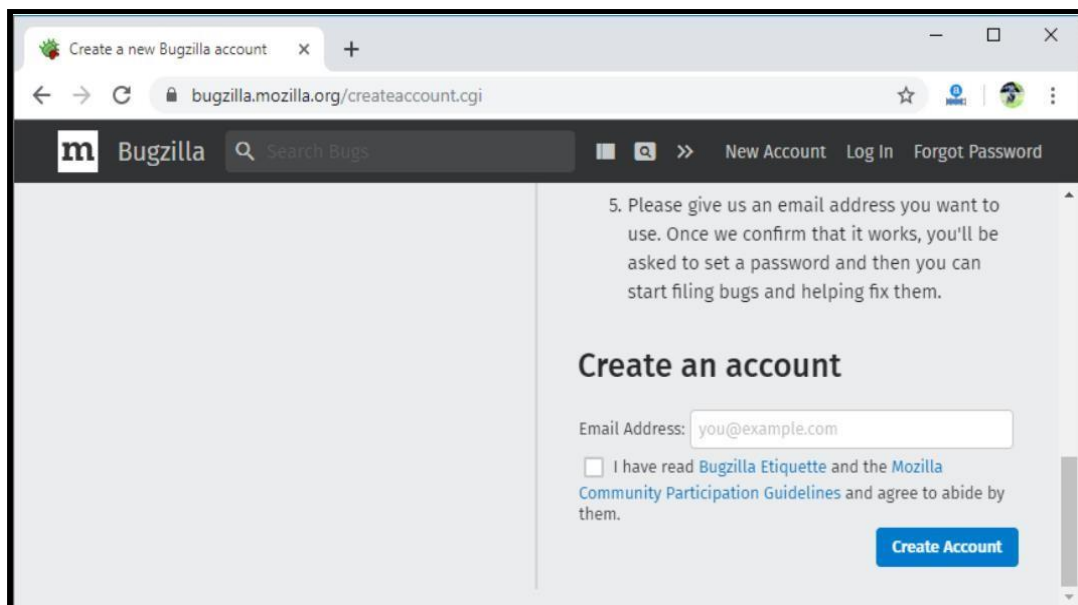 Create a new Bugzilla account
bugzilla.mozilla.org/createaccount.cgi
m Bugzilla Search Bugs New Account Log In Forgot Password
5. Please give us an email address you want to
use. Once we confirm that it works, you'll be
asked to set a password and then you can
start filing bugs and helping fix them.
Create an account
Email Address: you@example.com
I have read Bugzilla Etiquette and the Mozilla
Community Participation Guidelines and agree to abide by
them.
Create Account